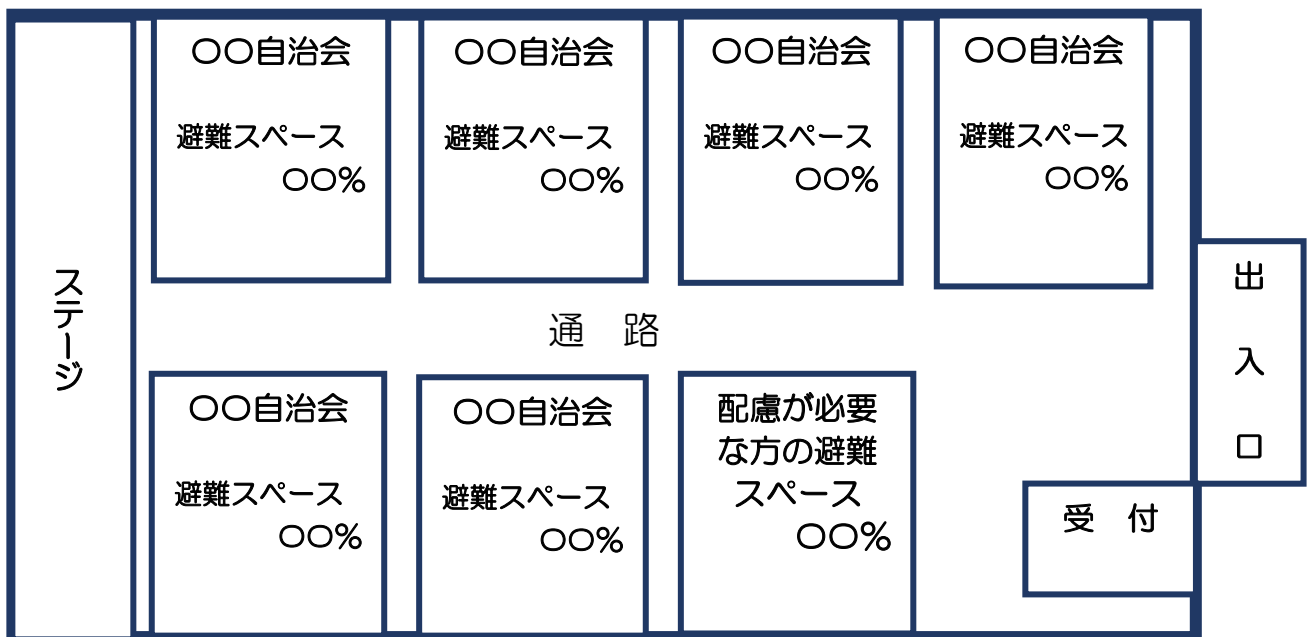 ステージ
〇〇自治会
避難スペース
〇〇%
〇〇自治会
避難スペース
〇〇%
〇〇自治会
避難スペース
〇〇%
〇〇自治会
避難スペース
〇〇%
通　路
〇〇自治会
避難スペース
〇〇%
〇〇自治会
避難スペース
〇〇%
配慮が必要
な方の避難
スペース
〇〇%
出入口
受　付